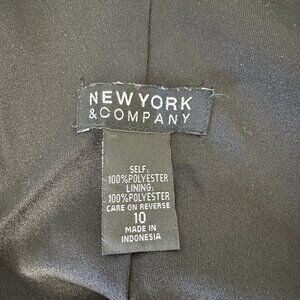 NEW YORK
& COMPANY
SELF:
100%POLYESTER
LINING:
100%POLYESTER
CARE ON REVERSE
10
MADE IN
INDONESIA